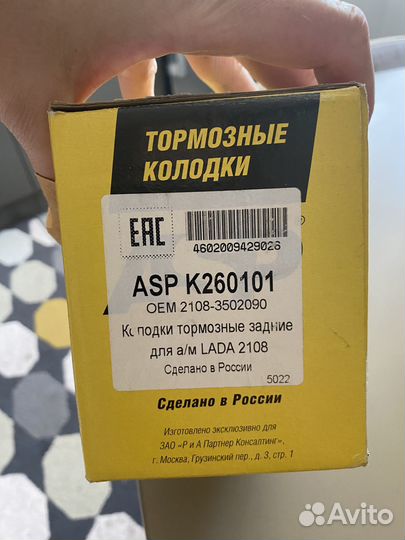 ТОРМОЗНЫЕ
КОЛОДКИ
EAC
4602009429026
ASP K260101
OEM 2108-3502090
Колодки тормозные задние
для а/м LADA 2108
Сделано в России
5022
Сделано в России
Изготовлено эксклюзивно для
ЗАО «Р и А Партнер Консалтинг»,
г. Москва, Грузинский пер., д. 3, стр. 1
Avito